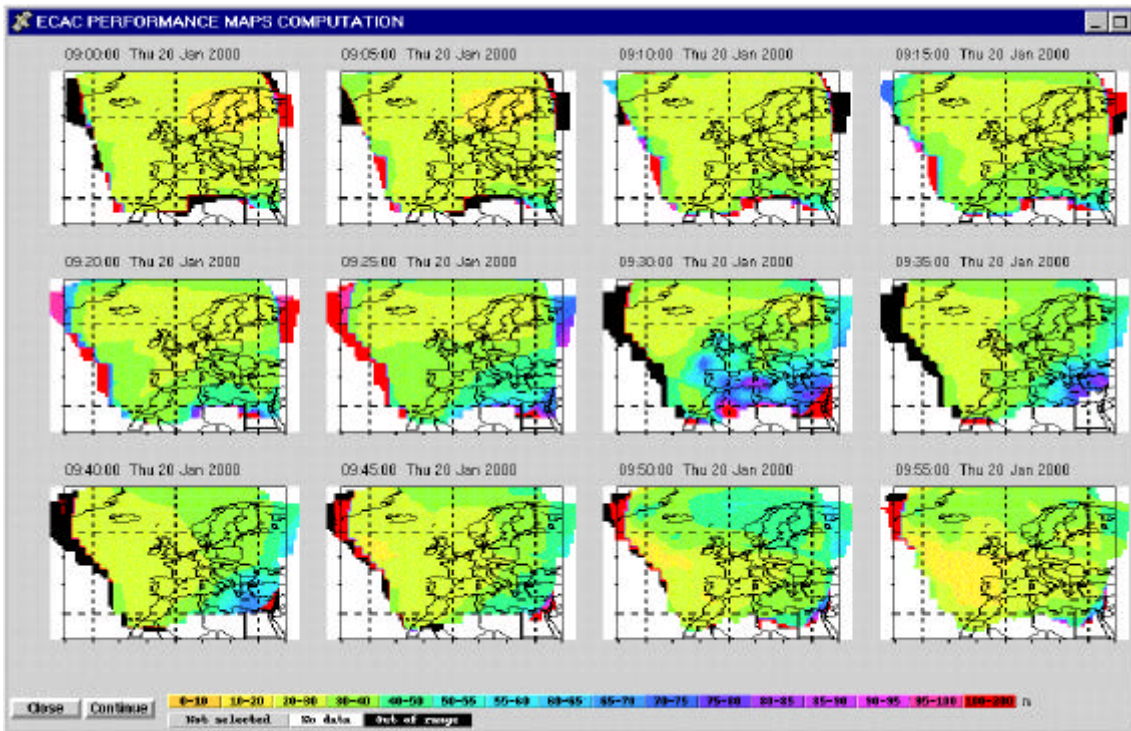 ECAC PERFORMANCE MAPS COMPUTATION
09:00:00 Thu 20 Jan 2000
09:05:00 Thu 20 Jan 2000
09:10:00 Thu 20 Jan 2000
09:15:00 Thu 20 Jan 2000
09:20:00 Thu 20 Jan 2000
09:25:00 Thu 20 Jan 2000
09:30:00 Thu 20 Jan 2000
09:35:00 Thu 20 Jan 2000
09:40:00 Thu 20 Jan 2000
09:45:00 Thu 20 Jan 2000
09:50:00 Thu 20 Jan 2000
09:55:00 Thu 20 Jan 2000
Close Continue 0-10 10-20 20-30 30-40 40-50 50-55 55-60 60-65 65-70 70-75 75-80 80-85 85-90 90-95 95-100 100-200 m
Not selected No data Out of range